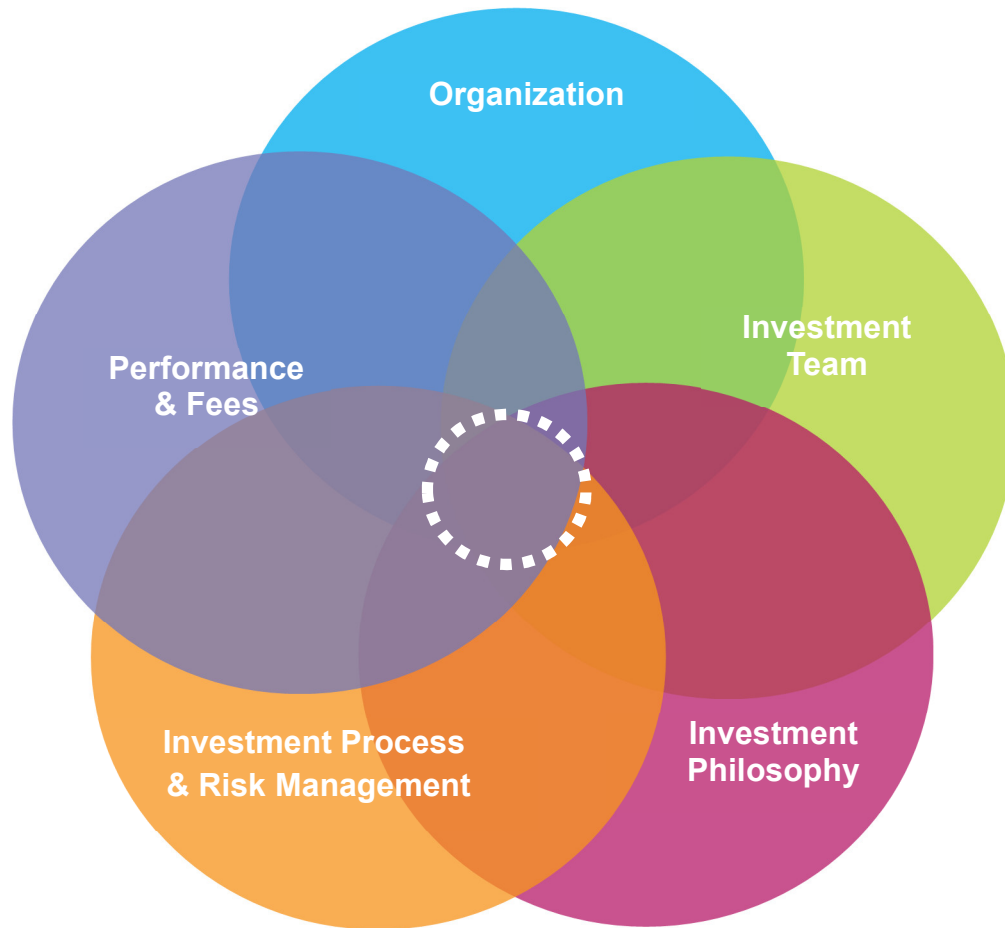 Organization
Investment
Team
Performance
& Fees
Investment Process
& Risk Management
Investment
Philosophy